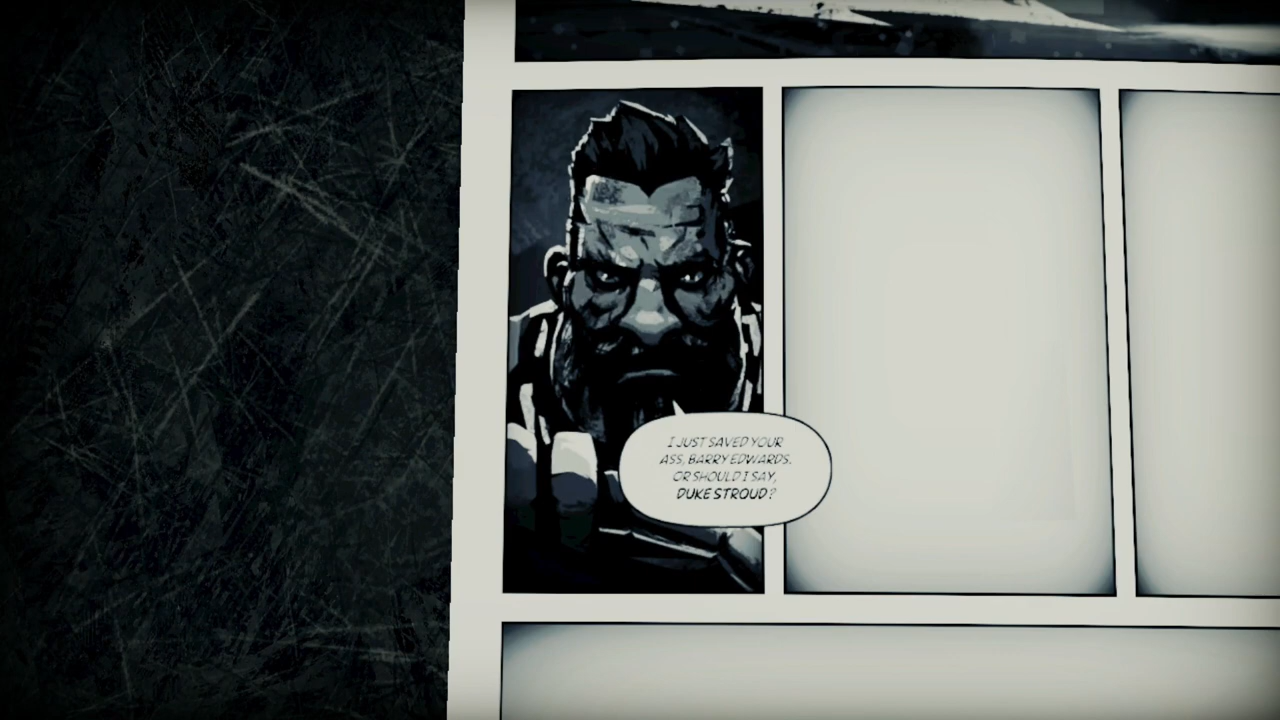 I JUST SAVED YOUR
ASS, BARRY EDWARDS.
OR SHOULD I SAY,
DUKE STROUD?